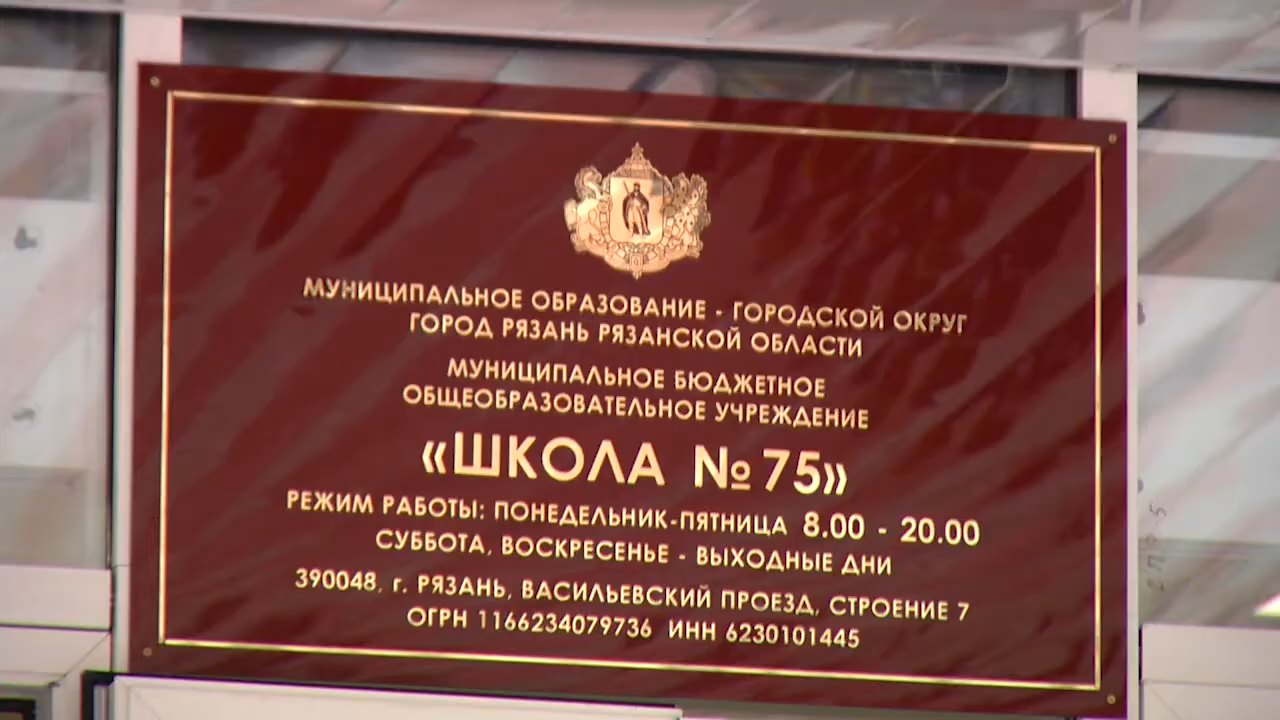 МУНИЦИПАЛЬНОЕ ОБРАЗОВАНИЕ - ГОРОДСКОЙ ОКРУГ
ГОРОД РЯЗАНЬ РЯЗАНСКОЙ ОБЛАСТИ
МУНИЦИПАЛЬНОЕ БЮДЖЕТНОЕ
ОБЩЕОБРАЗОВАТЕЛЬНОЕ УЧРЕЖДЕНИЕ
«ШКОЛА №75»
РЕЖИМ РАБОТЫ: ПОНЕДЕЛЬНИК-ПЯТНИЦА 8.00 - 20.00
СУББОТА, ВОСКРЕСЕНЬЕ - ВЫХОДНЫЕ ДНИ
390048, г. РЯЗАНЬ, ВАСИЛЬЕВСКИЙ ПРОЕЗД, СТРОЕНИЕ 7
ОГРН 1166234079736 ИНН 6230101445